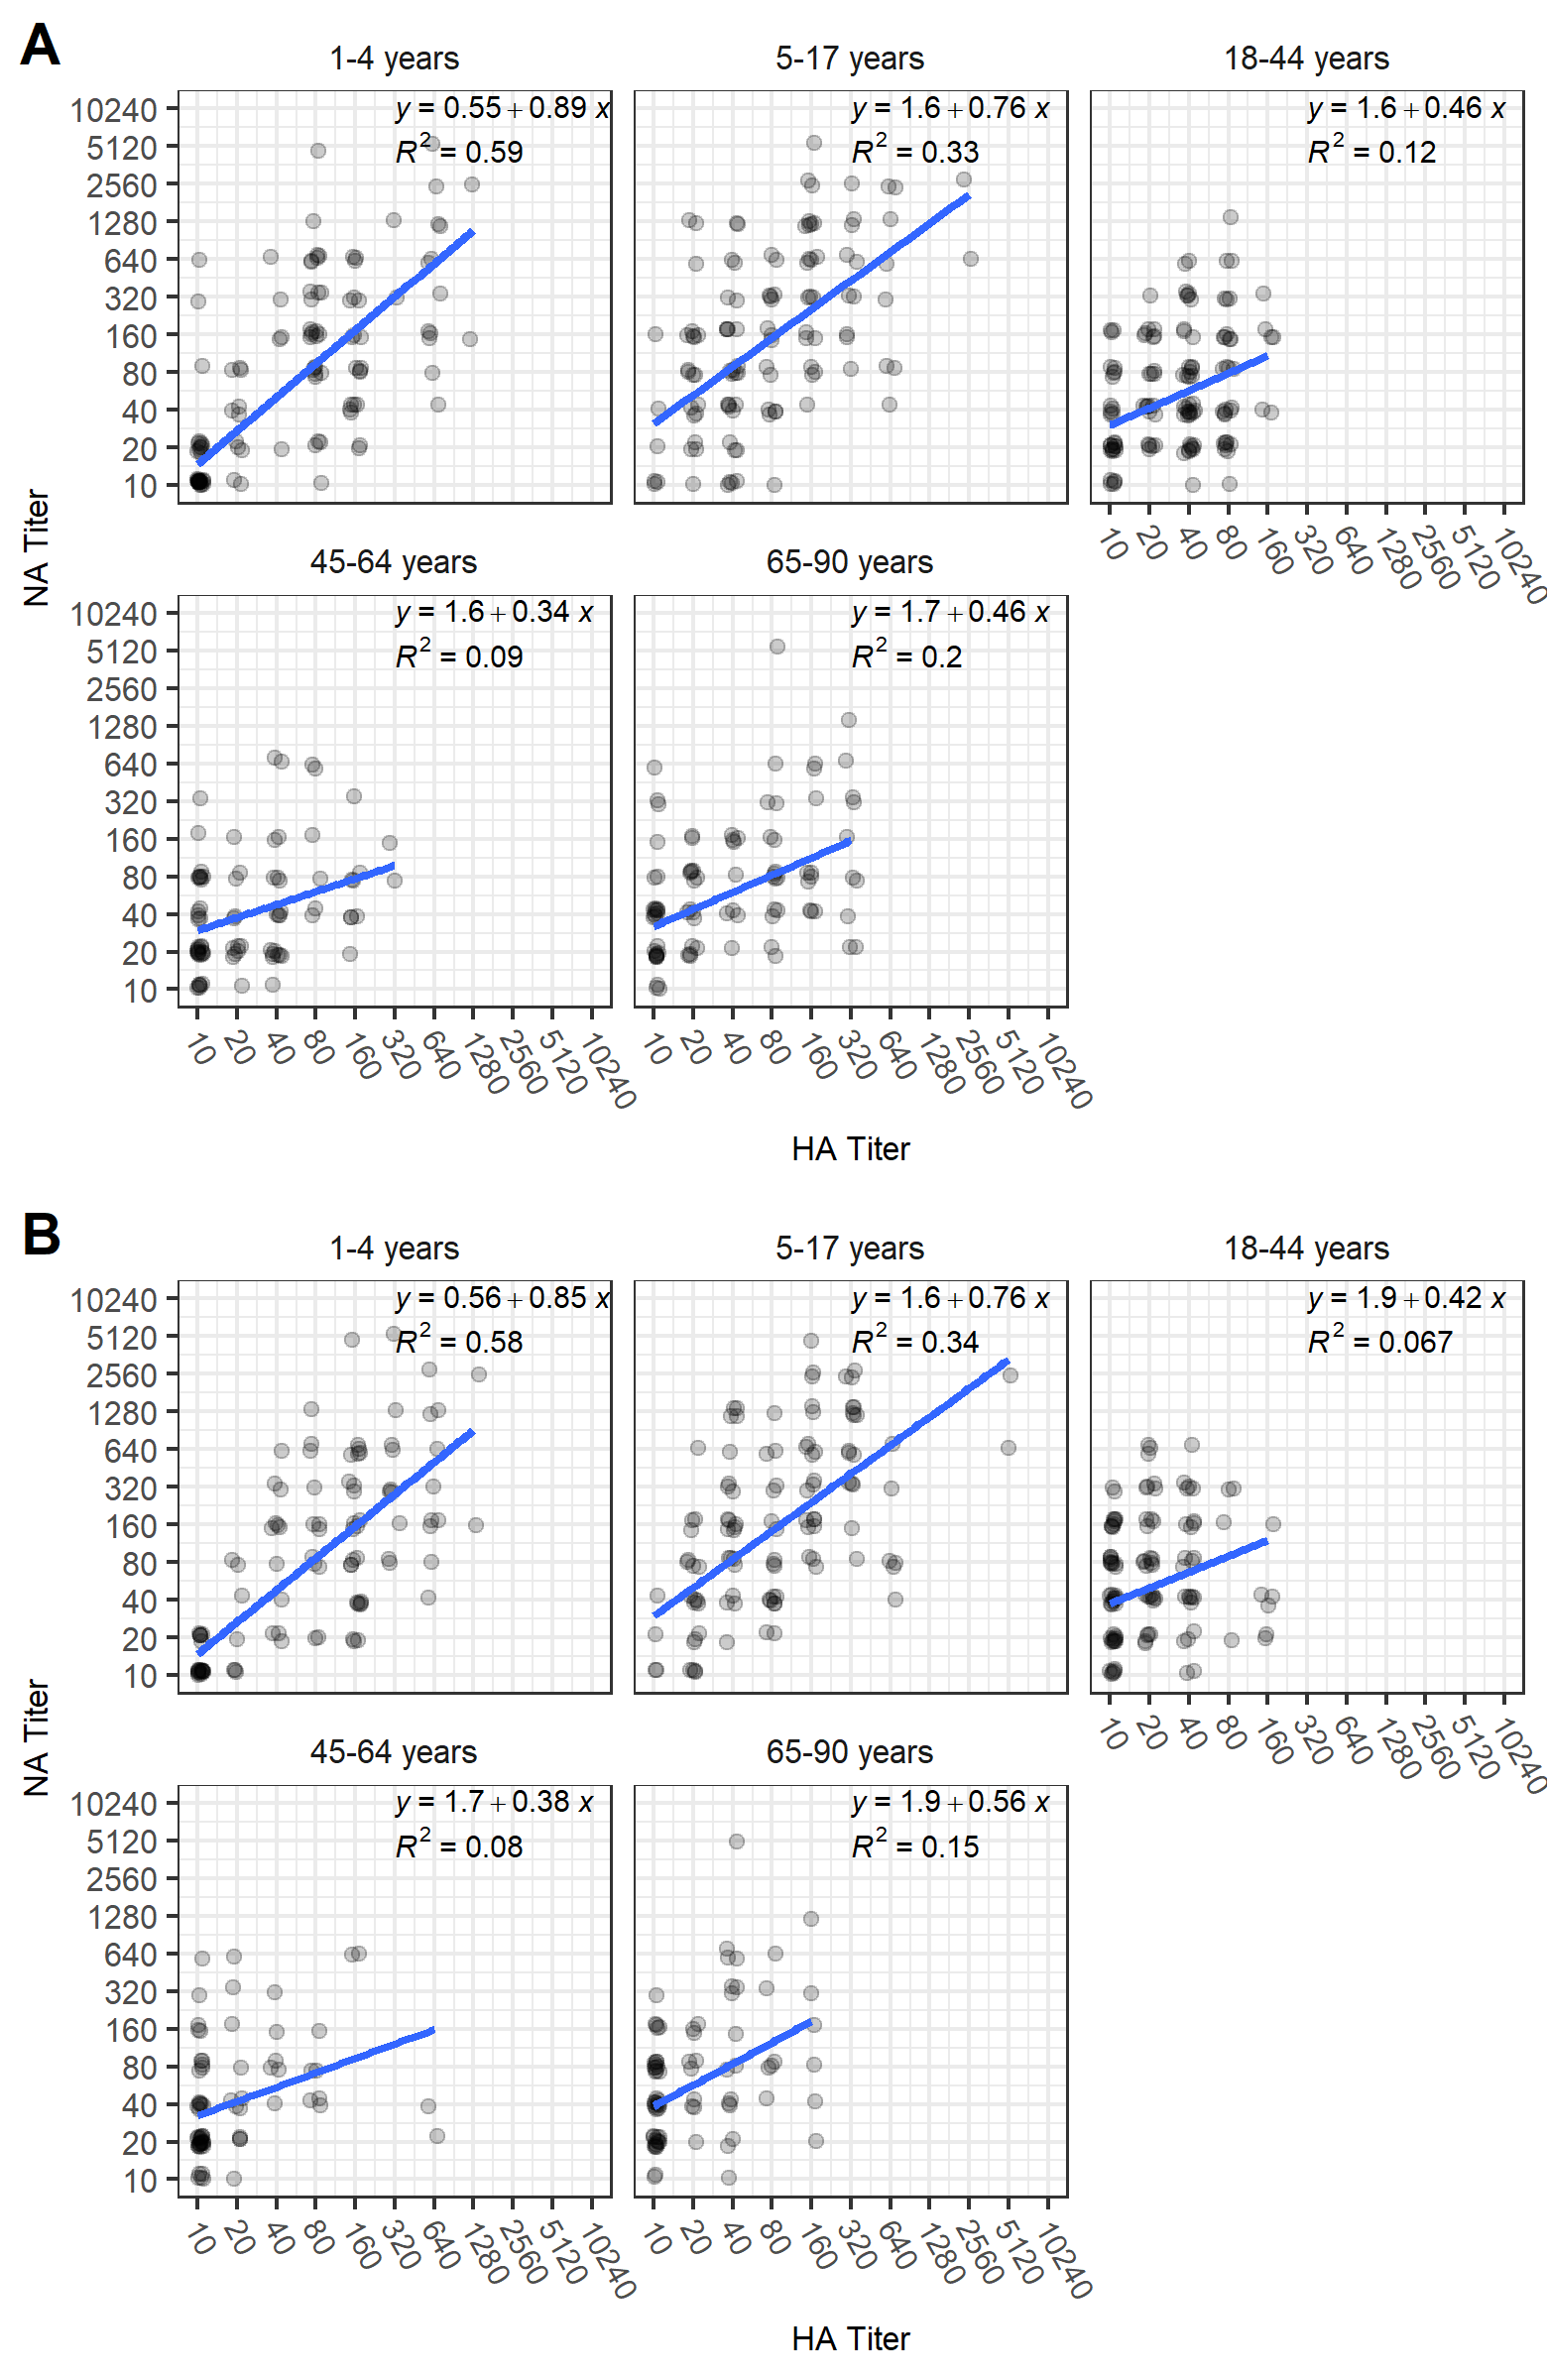 A
1-4 years
5-17 years
18-44 years
y = 0.55 + 0.89 x
R² = 0.59
y = 1.6 + 0.76 x
R² = 0.33
y = 1.6 + 0.46 x
R² = 0.12
10240
5120
2560
1280
640
320
160
80
40
20
10
10 20 40 80 160 320 640 1280 2560 5120 10240
NA Titer
45-64 years
65-90 years
y = 1.6 + 0.34 x
R² = 0.09
y = 1.7 + 0.46 x
R² = 0.2
10240
5120
2560
1280
640
320
160
80
40
20
10
10 20 40 80 160 320 640 1280 2560 5120 10240
10 20 40 80 160 320 640 1280 2560 5120 10240
HA Titer
B
1-4 years
5-17 years
18-44 years
y = 0.56 + 0.85 x
R² = 0.58
y = 1.6 + 0.76 x
R² = 0.34
y = 1.9 + 0.42 x
R² = 0.067
10240
5120
2560
1280
640
320
160
80
40
20
10
10 20 40 80 160 320 640 1280 2560 5120 10240
NA Titer
45-64 years
65-90 years
y = 1.7 + 0.38 x
R² = 0.08
y = 1.9 + 0.56 x
R² = 0.15
10240
5120
2560
1280
640
320
160
80
40
20
10
10 20 40 80 160 320 640 1280 2560 5120 10240
10 20 40 80 160 320 640 1280 2560 5120 10240
HA Titer